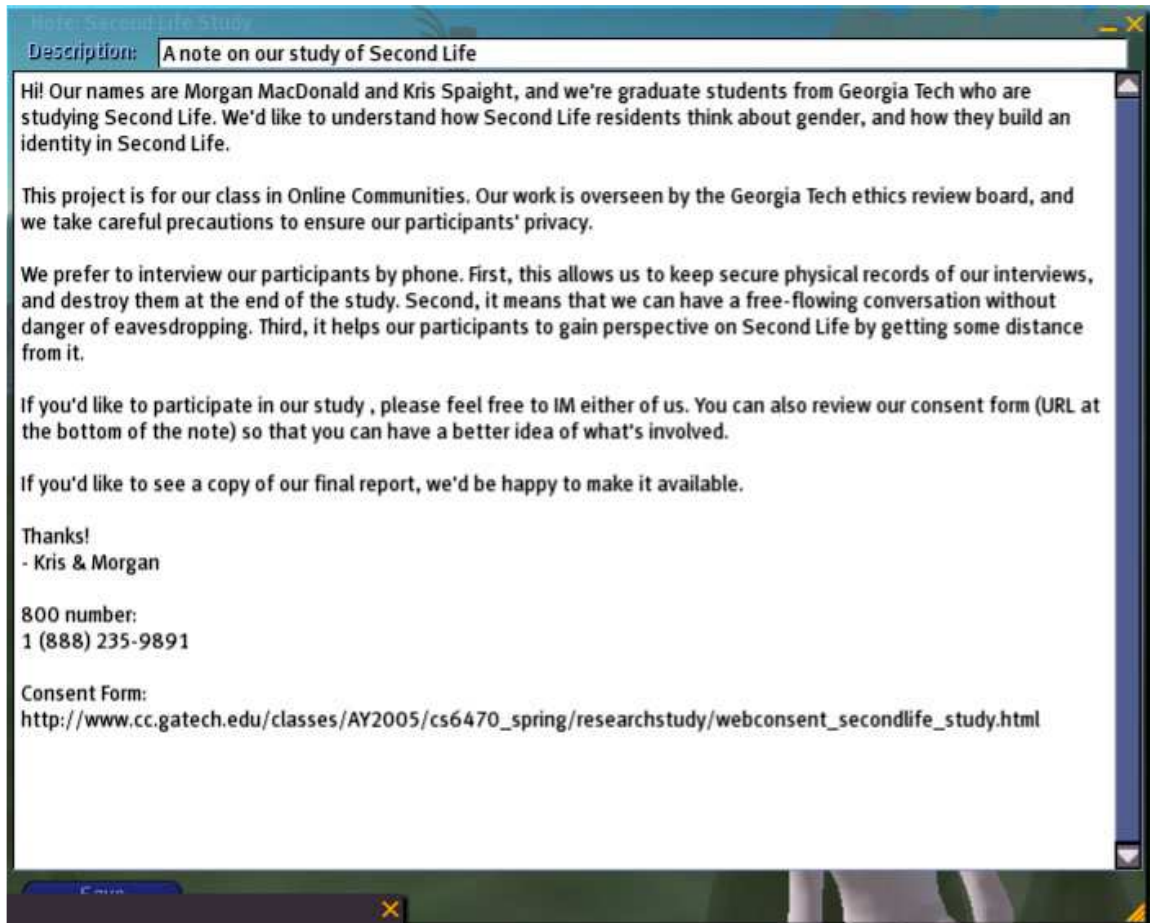 Note: Second Life Study
Description: A note on our study of Second Life
Hi! Our names are Morgan MacDonald and Kris Spaight, and we're graduate students from Georgia Tech who are
studying Second Life. We'd like to understand how Second Life residents think about gender, and how they build an
identity in Second Life.
This project is for our class in Online Communities. Our work is overseen by the Georgia Tech ethics review board, and
we take careful precautions to ensure our participants' privacy.
We prefer to interview our participants by phone. First, this allows us to keep secure physical records of our interviews,
and destroy them at the end of the study. Second, it means that we can have a free-flowing conversation without
danger of eavesdropping. Third, it helps our participants to gain perspective on Second Life by getting some distance
from it.
If you'd like to participate in our study , please feel free to IM either of us. You can also review our consent form (URL at
the bottom of the note) so that you can have a better idea of what's involved.
If you'd like to see a copy of our final report, we'd be happy to make it available.
Thanks!
- Kris & Morgan
800 number:
1 (888) 235-9891
Consent Form:
http://www.cc.gatech.edu/classes/AY2005/cs6470_spring/researchstudy/webconsent_secondlife_study.html
Save